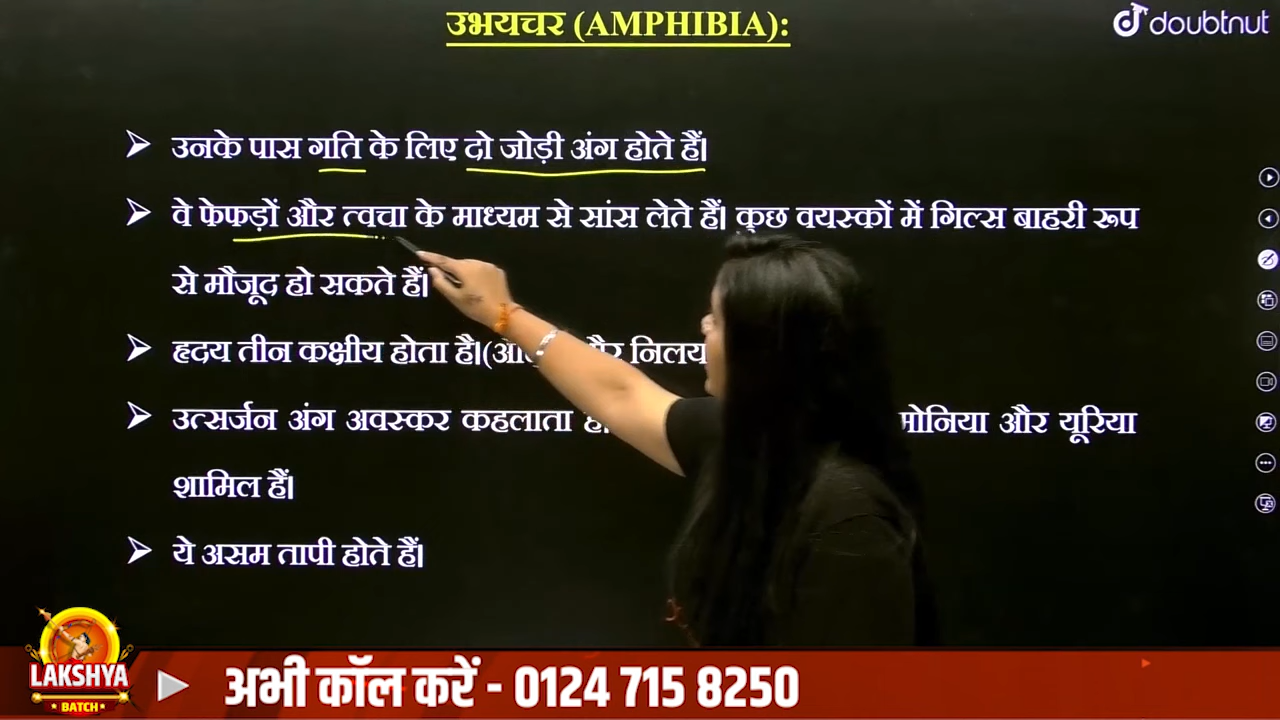 उभयचर (AMPHIBIA):
doubtnut
उनके पास गति के लिए दो जोड़ी अंग होते हैं।
वे फेफड़ों और त्वचा के माध्यम से सांस लेते हैं। कुछ वयस्कों में गिल्स बाहरी रूप
से मौजूद हो सकते हैं।
हृदय तीन कक्षीय होता है।
उत्सर्जन अंग अवस्कर कहलाता और यूरिया
शामिल हैं।
ये असम तापी होते हैं।
LAKSHYA
BATCH
अभी कॉल करें - 0124 715 8250